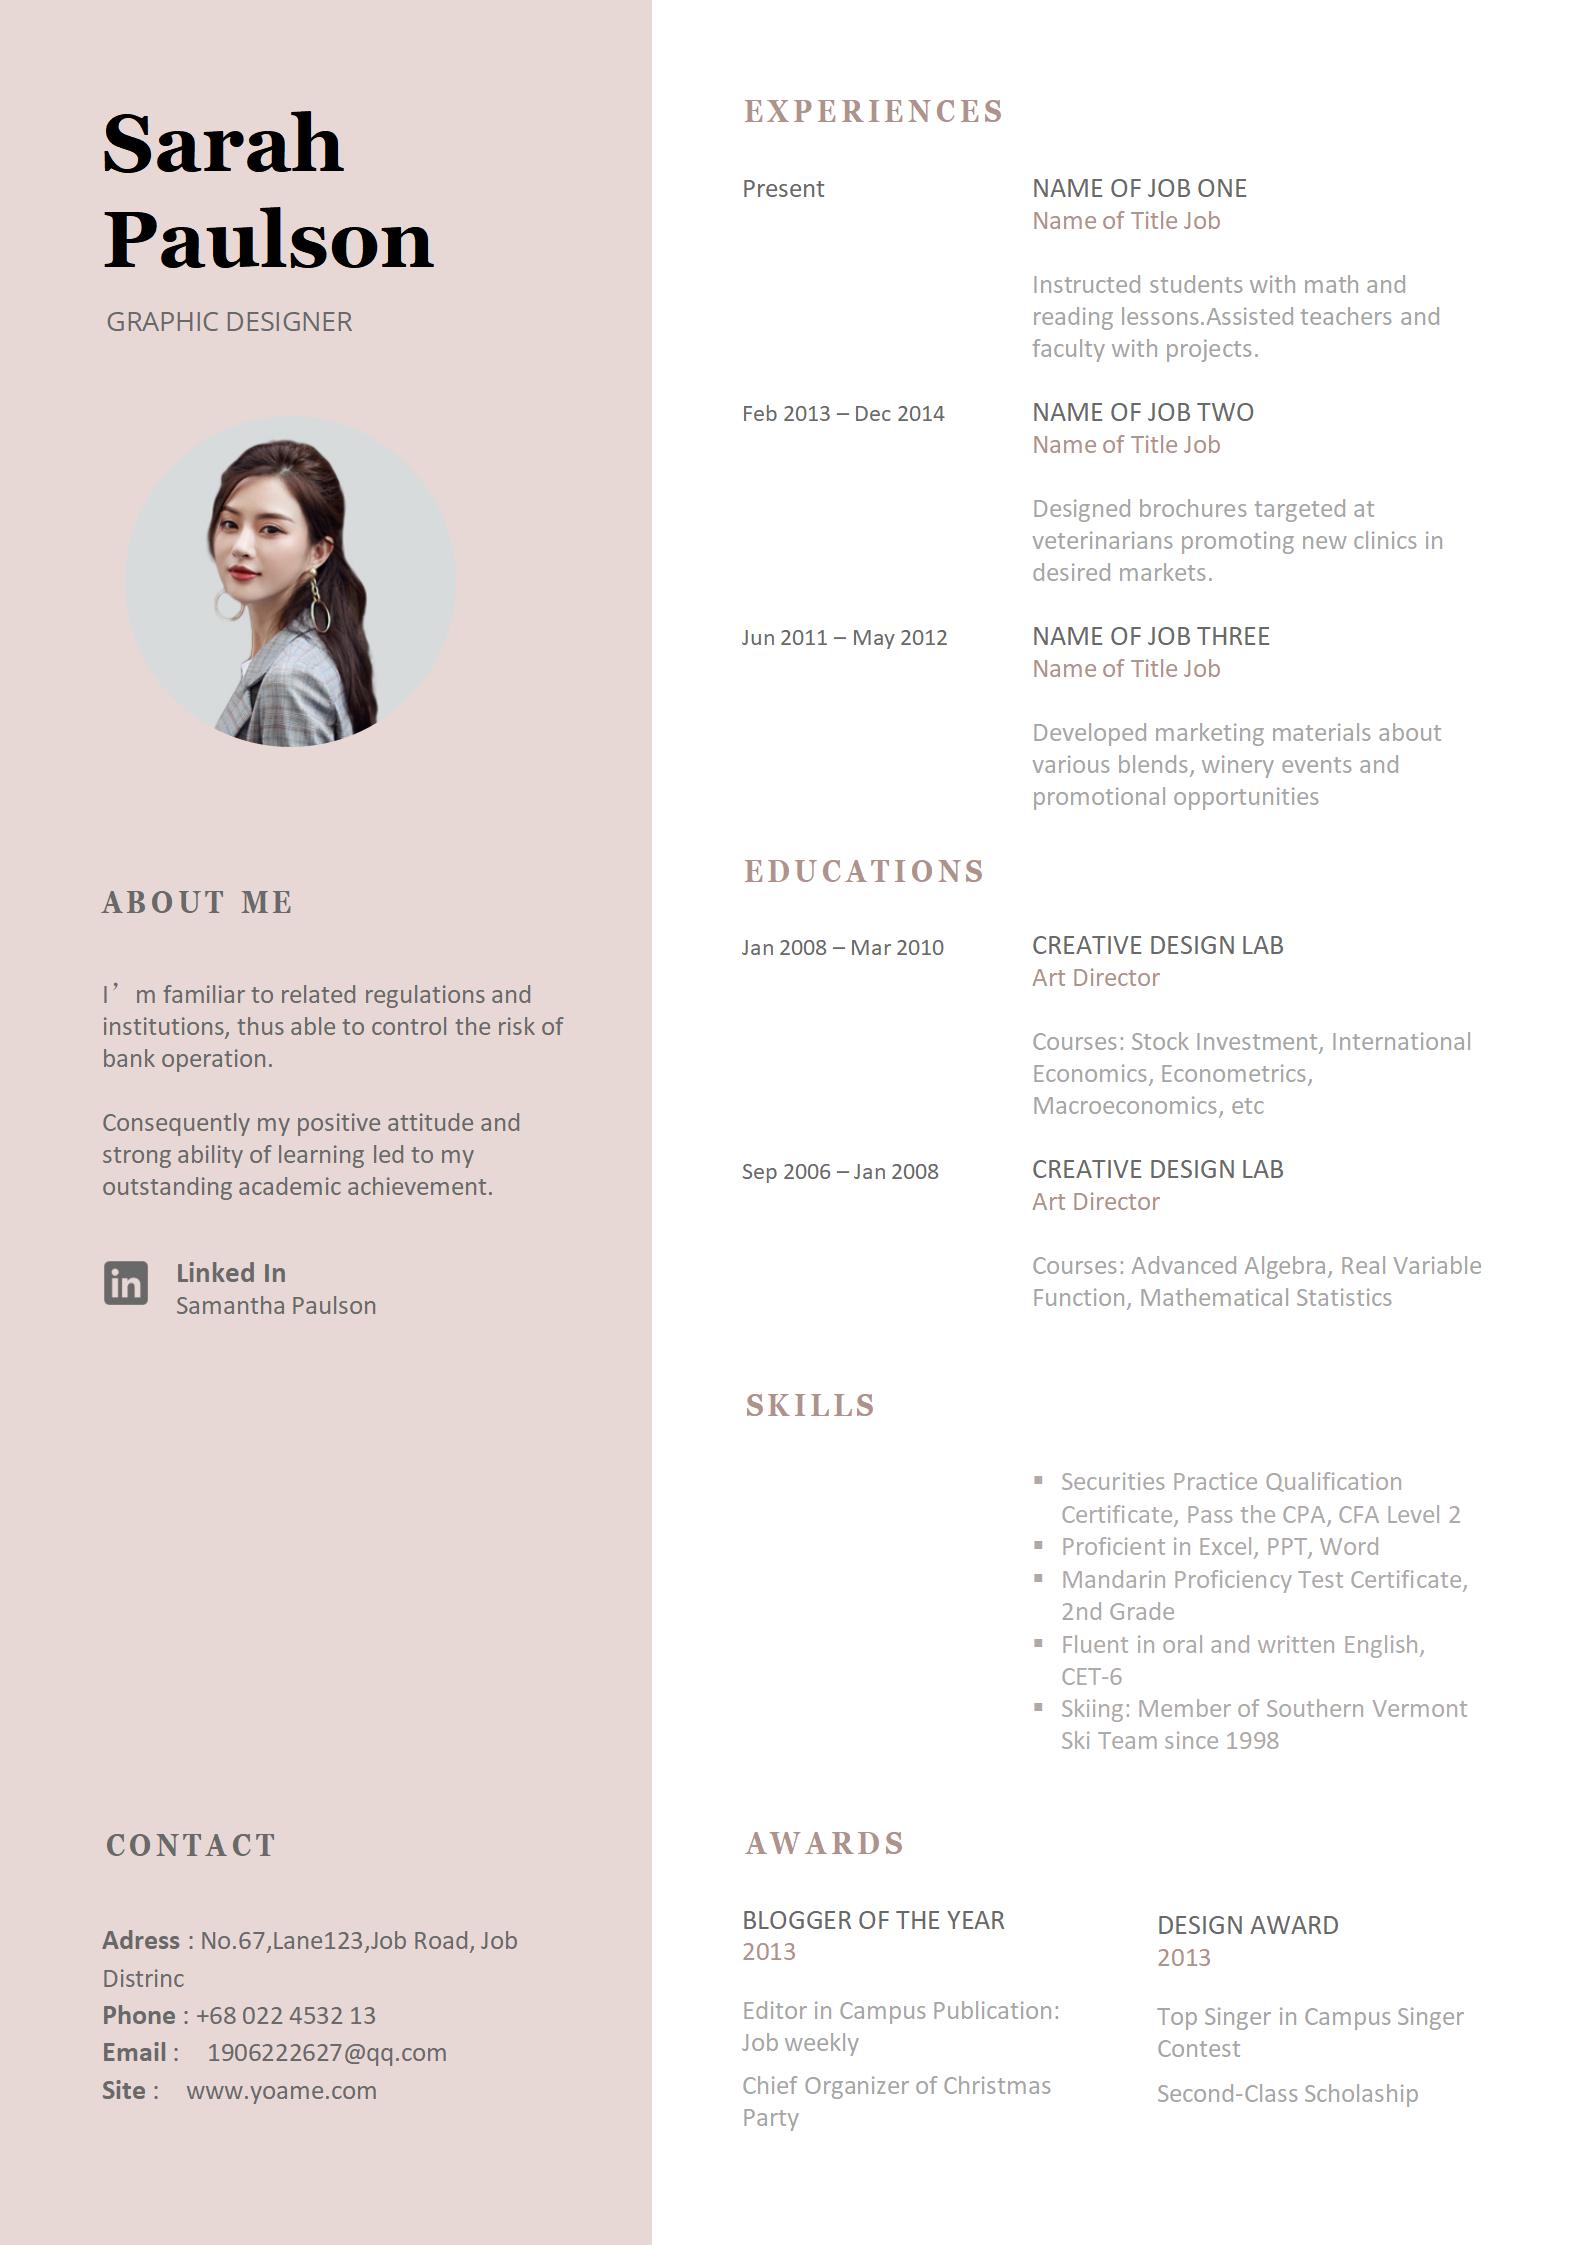 Sarah
Paulson
GRAPHIC DESIGNER
ABOUT ME
I’m familiar to related regulations and
institutions, thus able to control the risk of
bank operation.
Consequently my positive attitude and
strong ability of learning led to my
outstanding academic achievement.
in
Linked In
Samantha Paulson
CONTACT
Adress : No.67,Lane123,Job Road, Job
Distrinc
Phone : +68 022 4532 13
Email : 1906222627@qq.com
Site : www.yoame.com
EXPERIENCES
Present
NAME OF JOB ONE
Name of Title Job
Instructed students with math and
reading lessons.Assisted teachers and
faculty with projects.
Feb 2013 – Dec 2014
NAME OF JOB TWO
Name of Title Job
Designed brochures targeted at
veterinarians promoting new clinics in
desired markets.
Jun 2011 – May 2012
NAME OF JOB THREE
Name of Title Job
Developed marketing materials about
various blends, winery events and
promotional opportunities
EDUCATIONS
Jan 2008 – Mar 2010
CREATIVE DESIGN LAB
Art Director
Courses: Stock Investment, International
Economics, Econometrics,
Macroeconomics, etc
Sep 2006 – Jan 2008
CREATIVE DESIGN LAB
Art Director
Courses: Advanced Algebra, Real Variable
Function, Mathematical Statistics
SKILLS
▪ Securities Practice Qualification
Certificate, Pass the CPA, CFA Level 2
▪ Proficient in Excel, PPT, Word
▪ Mandarin Proficiency Test Certificate,
2nd Grade
▪ Fluent in oral and written English,
CET-6
▪ Skiing: Member of Southern Vermont
Ski Team since 1998
AWARDS
BLOGGER OF THE YEAR
2013
Editor in Campus Publication:
Job weekly
Chief Organizer of Christmas
Party
DESIGN AWARD
2013
Top Singer in Campus Singer
Contest
Second-Class Scholaship